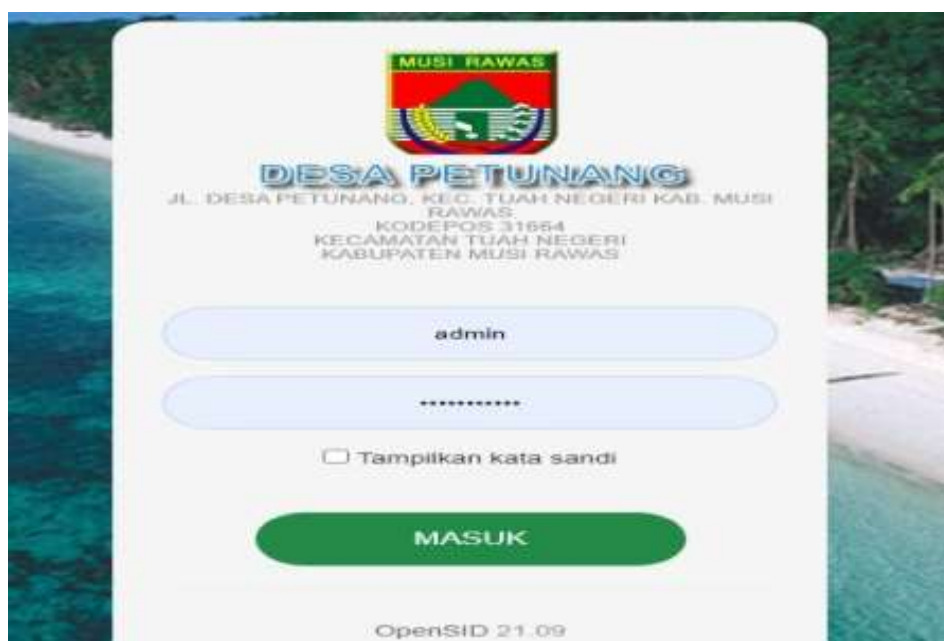 MUSI RAWAS
DESA PETUNANG
JL. DESA PETUNANG, KEC. TUAH NEGERI KAB. MUSI
RAWAS
KODEPOS 31664
KECAMATAN TUAH NEGERI
KABUPATEN MUSI RAWAS
admin
•••••••••••
Tampilkan kata sandi
MASUK
OpenSID 21.09